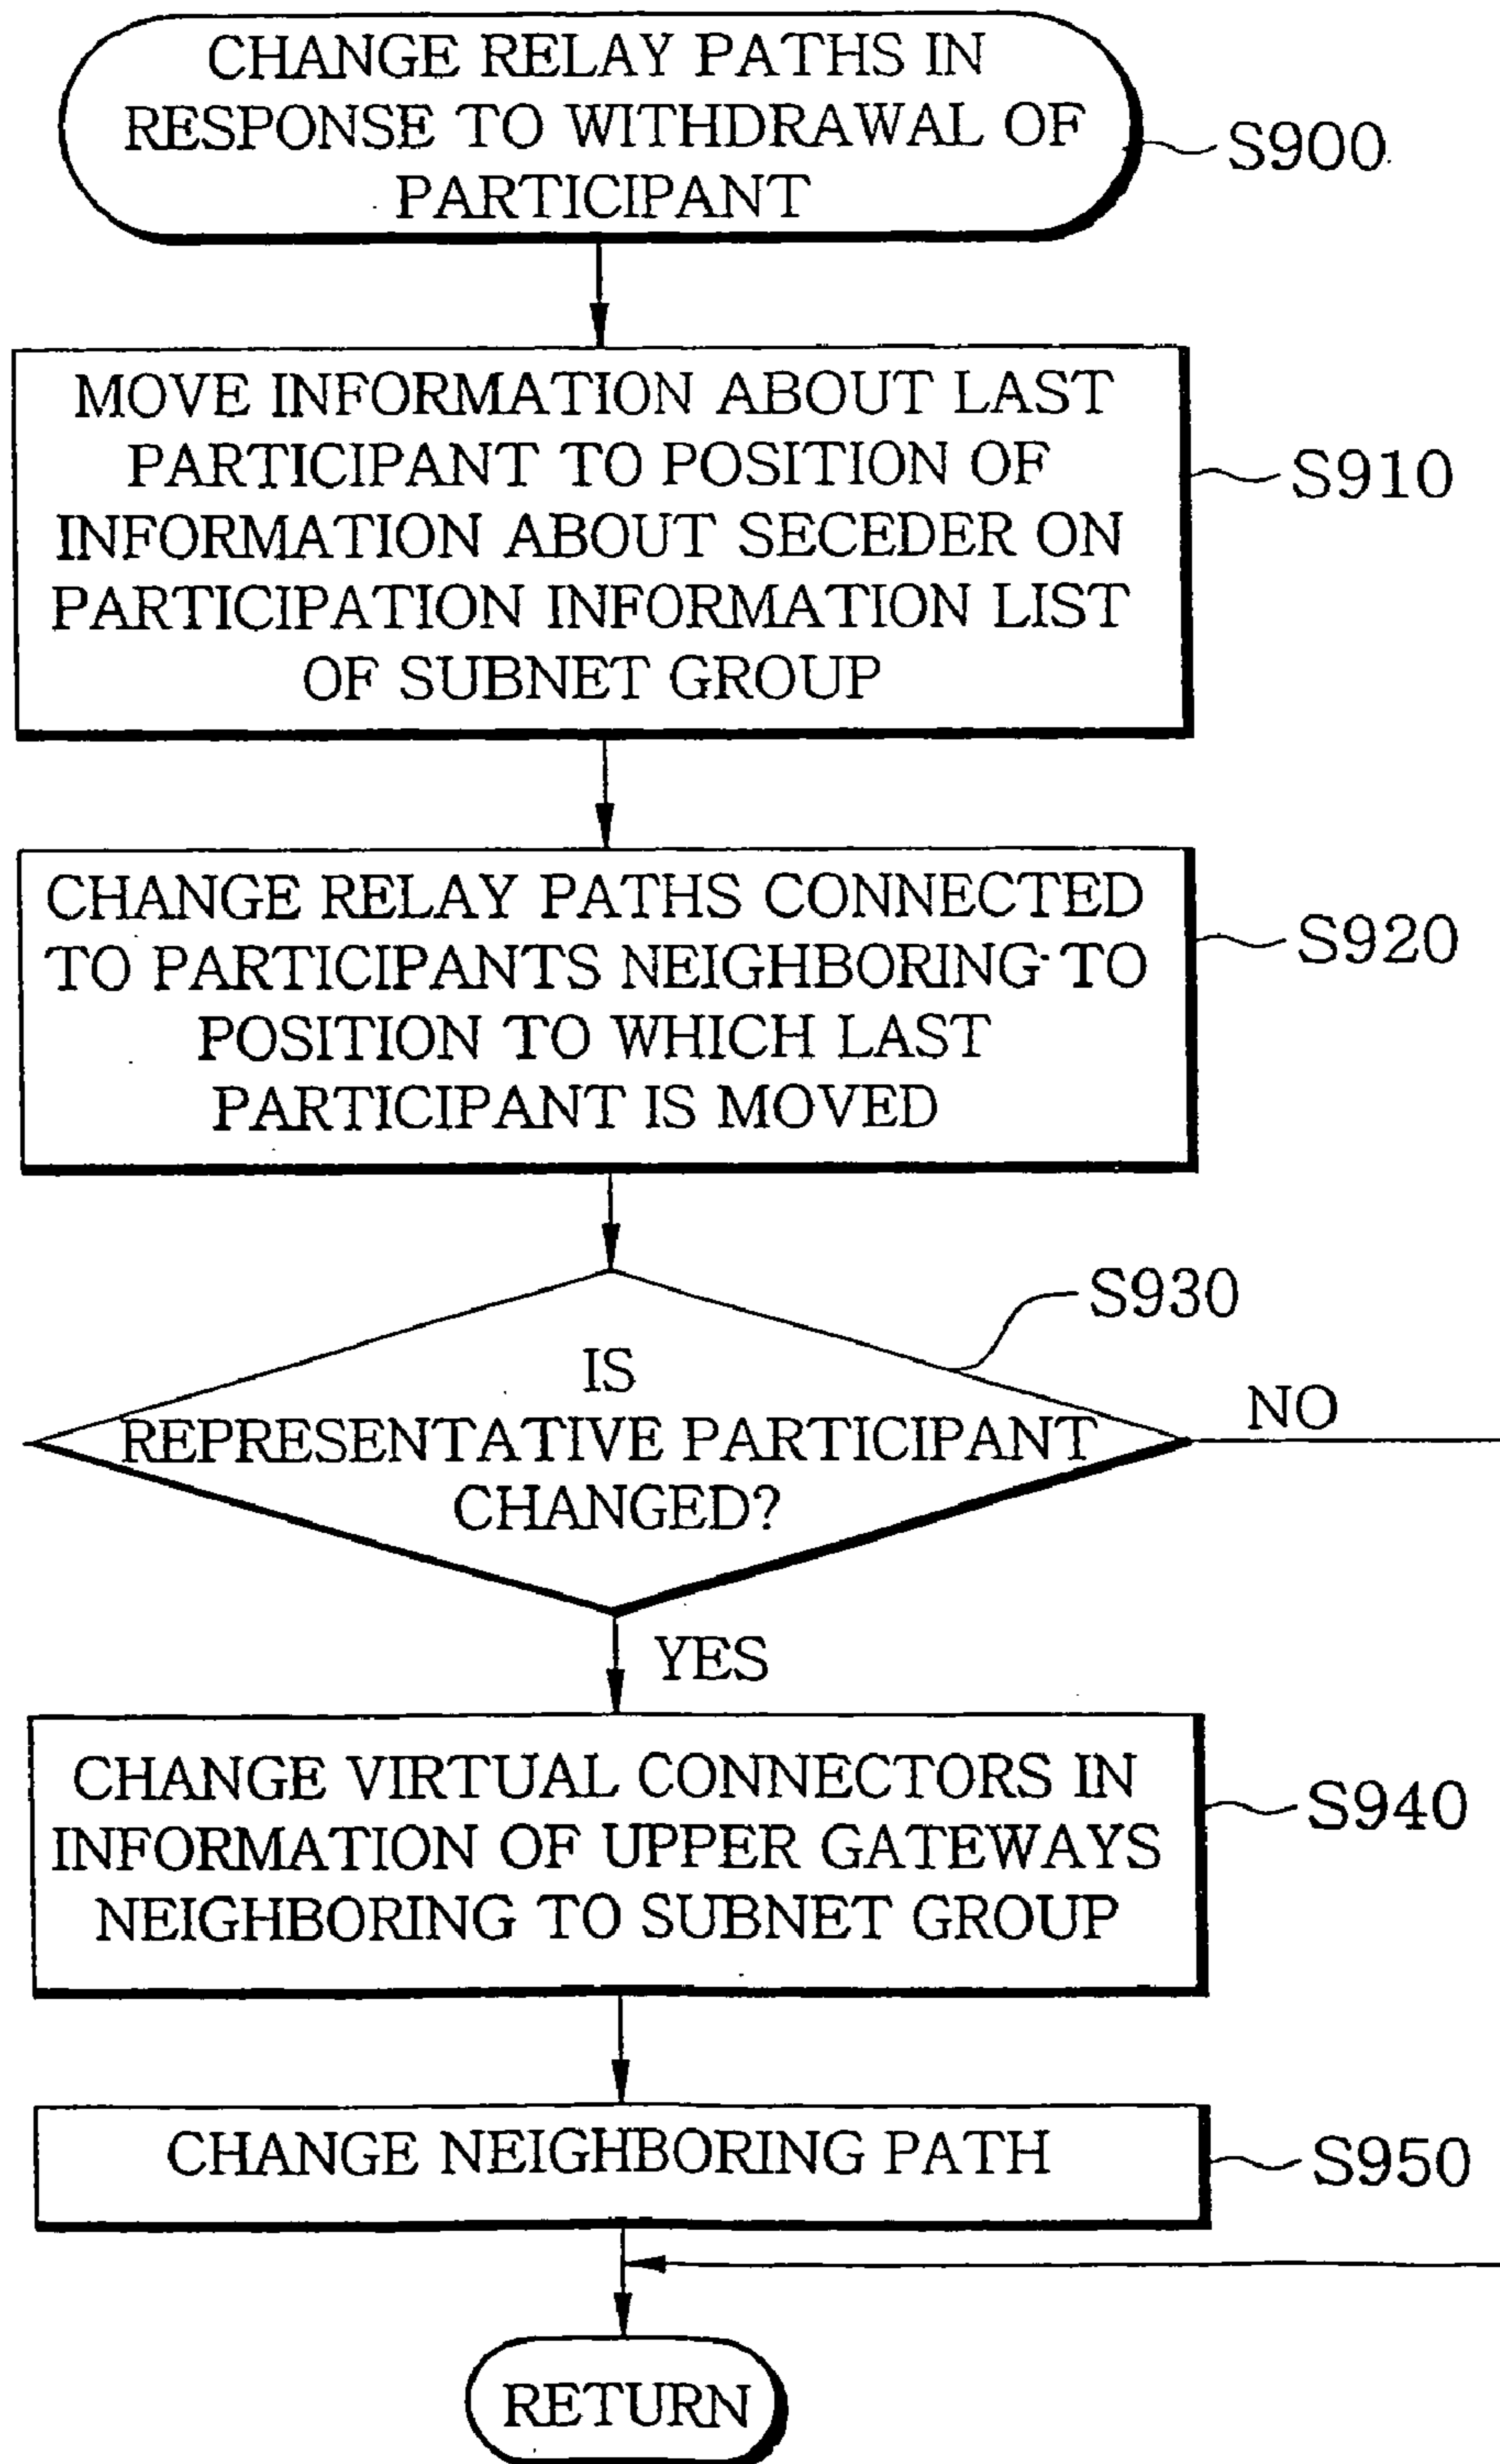 CHANGE RELAY PATHS IN
RESPONSE TO WITHDRAWAL OF
PARTICIPANT
S900
MOVE INFORMATION ABOUT LAST
PARTICIPANT TO POSITION OF
INFORMATION ABOUT SECEDER ON
PARTICIPATION INFORMATION LIST
OF SUBNET GROUP
S910
CHANGE RELAY PATHS CONNECTED
TO PARTICIPANTS NEIGHBORING TO
POSITION TO WHICH LAST
PARTICIPANT IS MOVED
S920
S930
IS
REPRESENTATIVE PARTICIPANT
CHANGED?
NO
YES
CHANGE VIRTUAL CONNECTORS IN
INFORMATION OF UPPER GATEWAYS
NEIGHBORING TO SUBNET GROUP
S940
CHANGE NEIGHBORING PATH
S950
RETURN